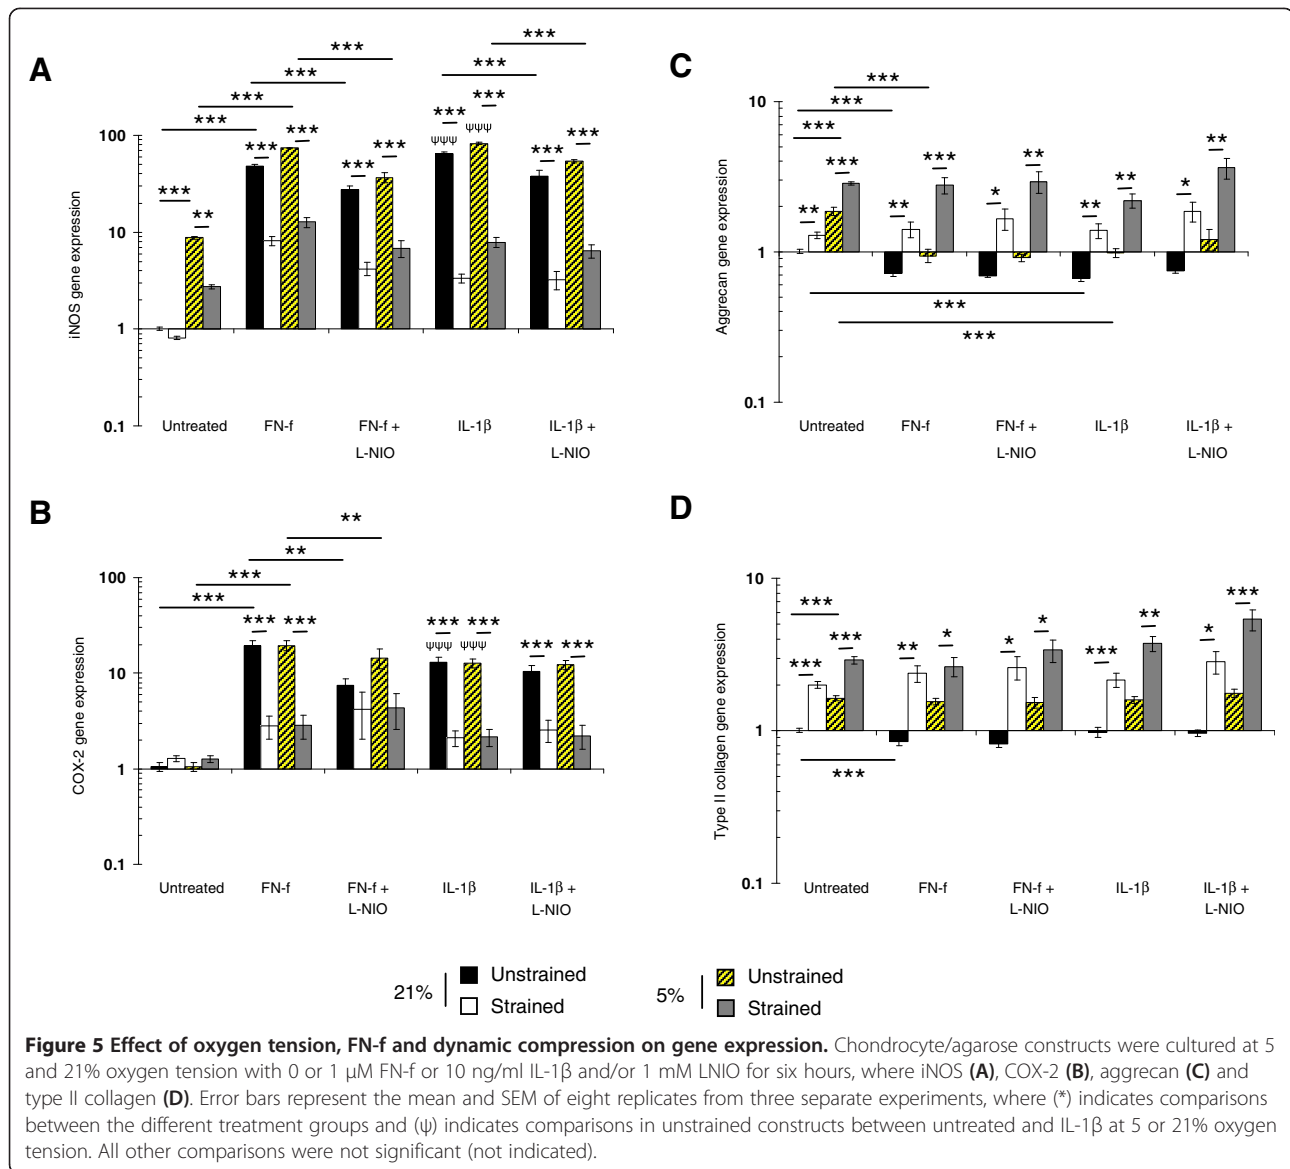 A
***
***
***
***
***
***
***
***
*** *** *** ***
ψψψ ψψψ
*** *** *** ***
*** **
iNOS gene expression
100
10
1
0.1
Untreated FN-f FN-f + IL-1β IL-1β +
L-NIO L-NIO
B
**
**
***
***
*** *** *** *** *** ***
ψψψ ψψψ
COX-2 gene expression
100
10
1
0.1
Untreated FN-f FN-f + IL-1β IL-1β +
L-NIO L-NIO
C
***
***
***
** *** ** *** * ** ** ** * **
***
***
Aggrecan gene expression
10
1
0.1
Untreated FN-f FN-f + IL-1β IL-1β +
L-NIO L-NIO
D
***
*** *** ** * * * *** ** * ***
***
Type II collagen gene expression
10
1
0.1
Untreated FN-f FN-f + IL-1β IL-1β +
L-NIO L-NIO
21% Unstrained
Strained
5% Unstrained
Strained
Figure 5 Effect of oxygen tension, FN-f and dynamic compression on gene expression. Chondrocyte/agarose constructs were cultured at 5
and 21% oxygen tension with 0 or 1 μM FN-f or 10 ng/ml IL-1β and/or 1 mM LNIO for six hours, where iNOS (A), COX-2 (B), aggrecan (C) and
type II collagen (D). Error bars represent the mean and SEM of eight replicates from three separate experiments, where (*) indicates comparisons
between the different treatment groups and (ψ) indicates comparisons in unstrained constructs between untreated and IL-1β at 5 or 21% oxygen
tension. All other comparisons were not significant (not indicated).